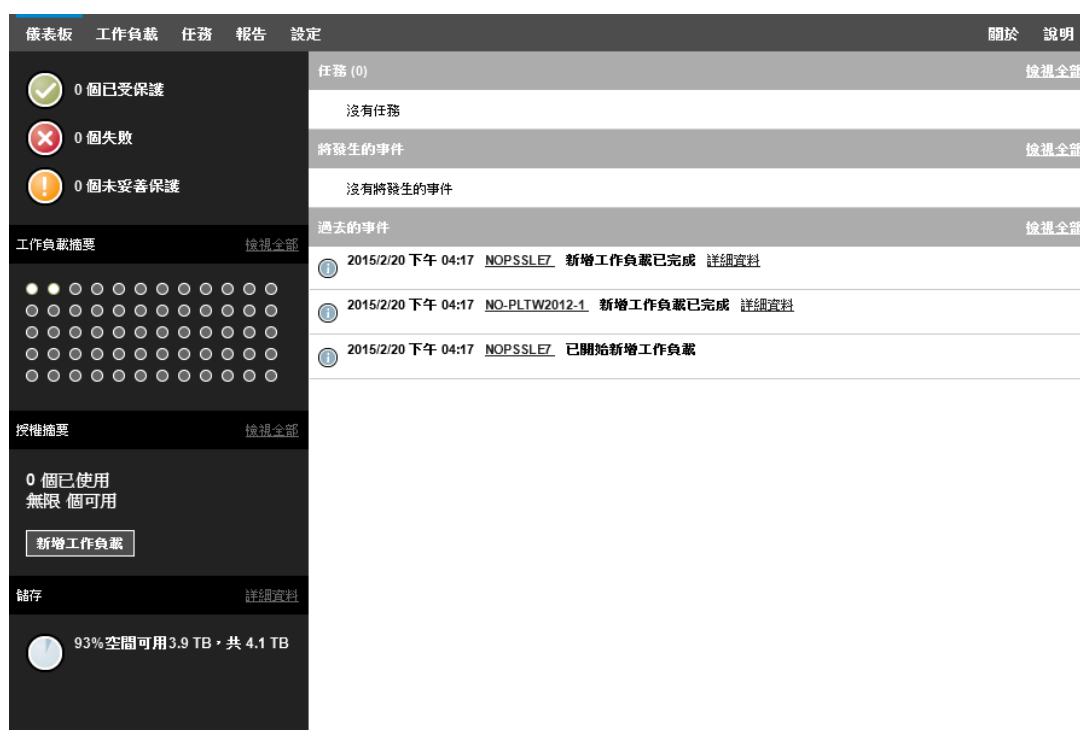 儀表板 工作負載 任務 報告 設定 關於 說明
0 個已受保護
0 個失敗
0 個未妥善保護
工作負載摘要 檢視全部
授權摘要 檢視全部
0 個已使用
無限 個可用
新增工作負載
儲存 詳細資料
93%空間可用3.9 TB，共 4.1 TB
任務 (0) 檢視全部
沒有任務
將發生的事件 檢視全部
沒有將發生的事件
過去的事件 檢視全部
2015/2/20 下午 04:17 NOPSSLE7 新增工作負載已完成 詳細資料
2015/2/20 下午 04:17 NO-PLTW2012-1 新增工作負載已完成 詳細資料
2015/2/20 下午 04:17 NOPSSLE7 已開始新增工作負載